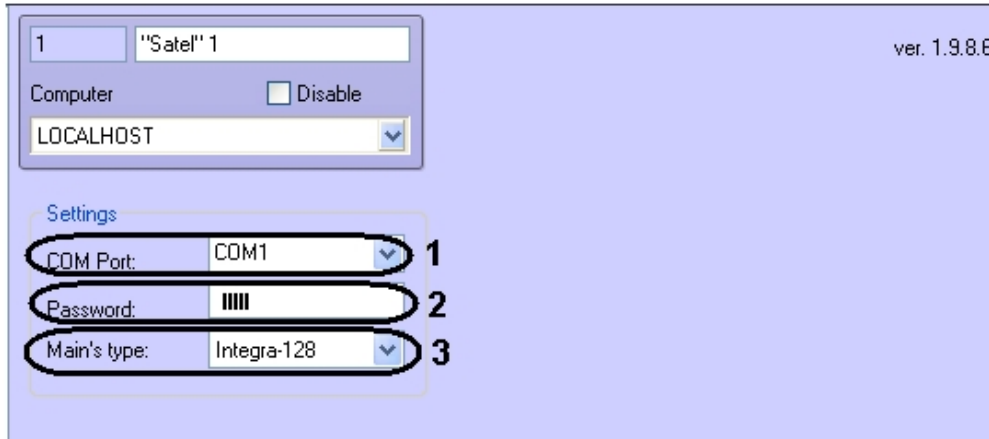 1 "Satel" 1
ver. 1.9.8.6
Computer Disable
LOCALHOST
Settings
COM Port: COM1 1
Password: 2
Main's type: Integra-128 3